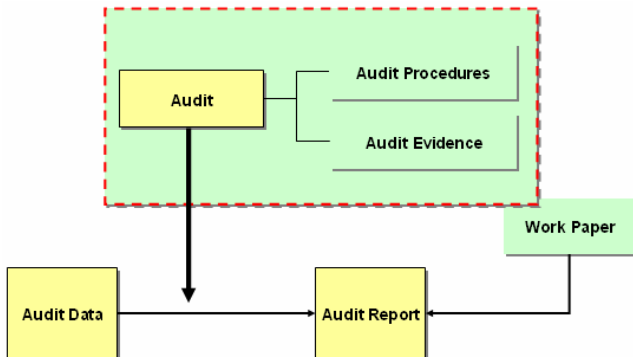 Audit Procedures
Audit
Audit Evidence
Work Paper
Audit Data
Audit Report